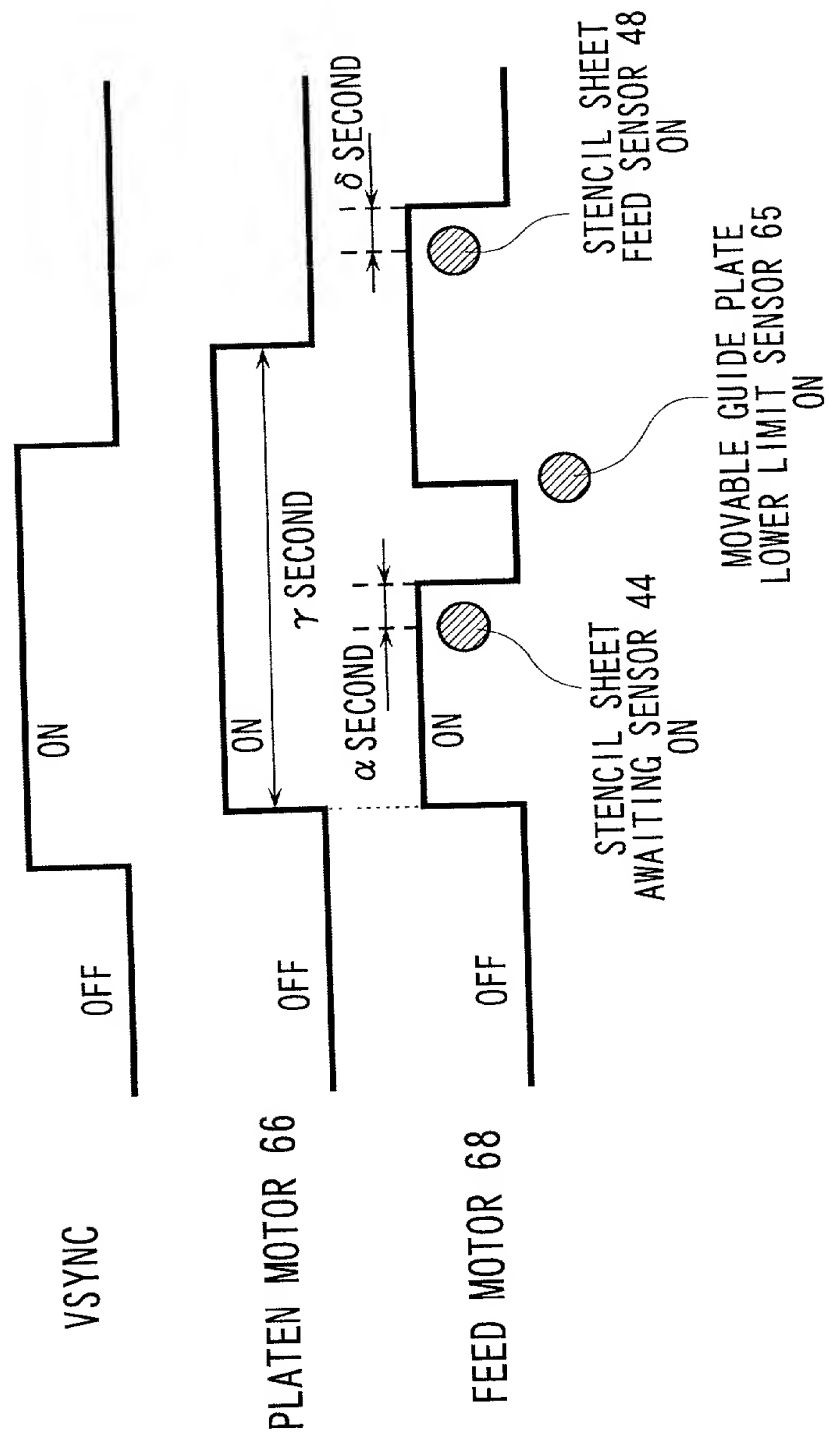 VSYNC
OFF
ON
PLATEN MOTOR 66
OFF
ON
γ SECOND
FEED MOTOR 68
OFF
ON
α SECOND
δ SECOND
STENCIL SHEET
AWAITING SENSOR 44
ON
MOVABLE GUIDE PLATE
LOWER LIMIT SENSOR 65
ON
STENCIL SHEET
FEED SENSOR 48
ON